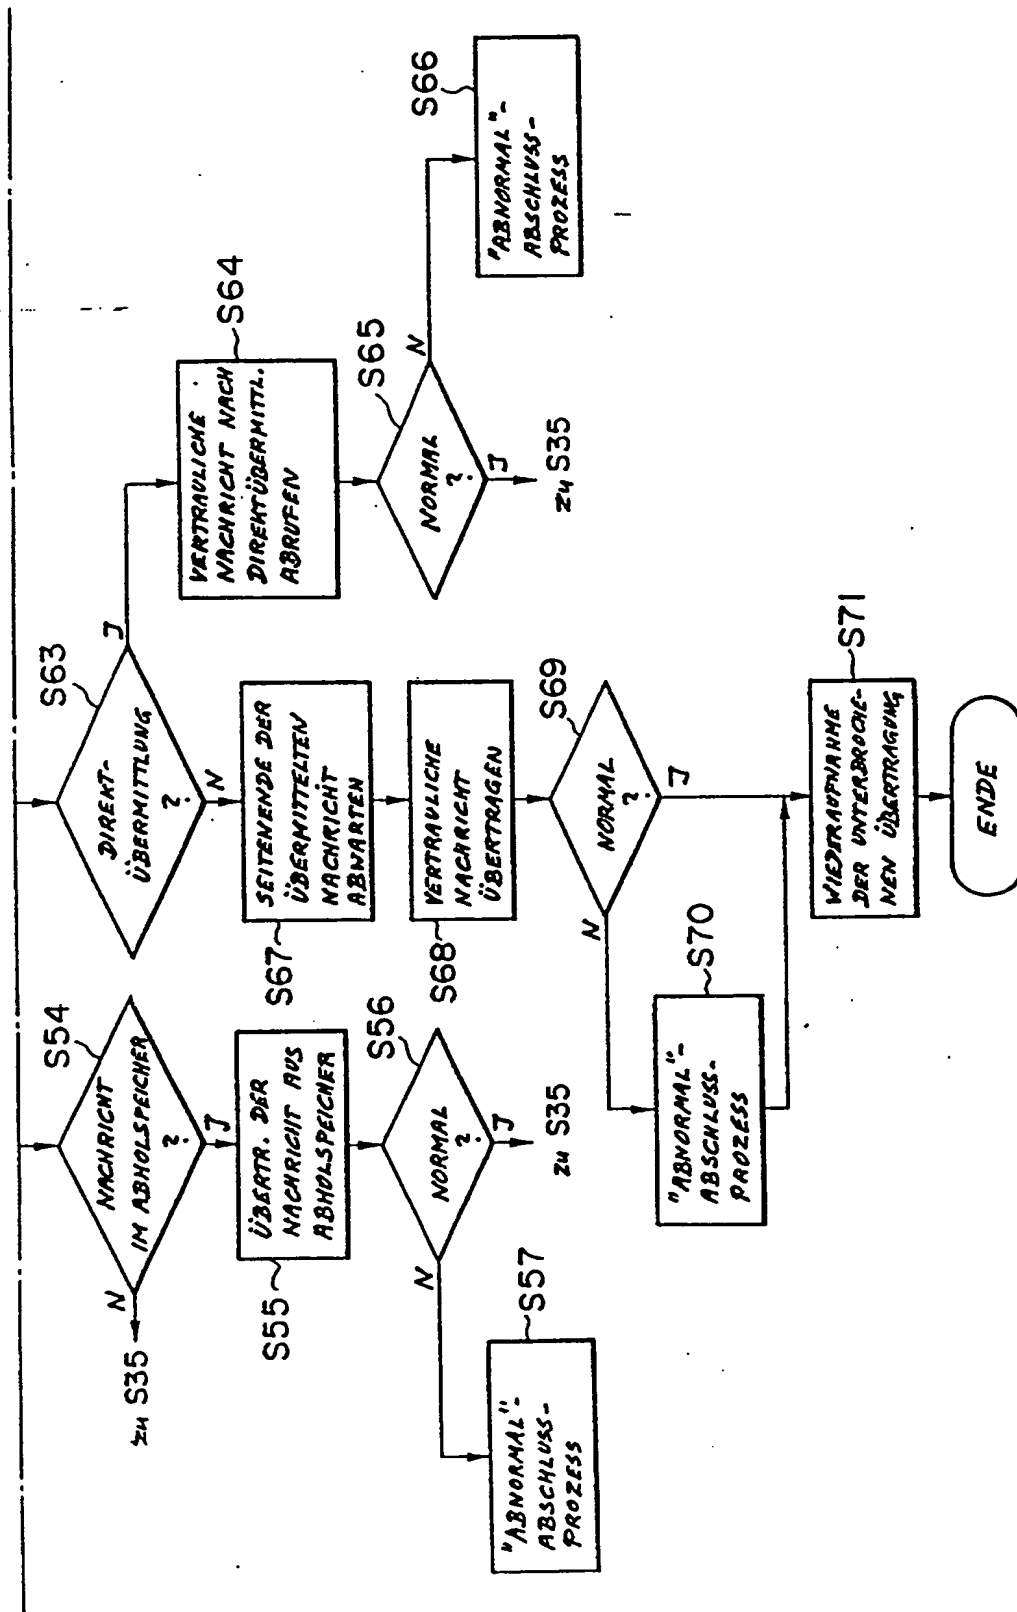 S54
NACHRICHT
IM ABHOLSPEICHER
?
N
zu S35
J
S55
ÜBERTR. DER
NACHRICHT AUS
ABHOLSPEICHER
S56
NORMAL
?
J
zu S35
N
S57
"ABNORMAL"-
ABSCHLUSS-
PROZESS
S63
DIREKT-
ÜBERMITTLUNG
?
J
N
S64
VERTRAULICHE
NACHRICHT NACH
DIREKTÜBERMITTL.
ABRUFEN
S65
NORMAL
?
J
zu S35
N
S66
"ABNORMAL"-
ABSCHLUSS-
PROZESS
S67
SEITENENDE DER
ÜBERMITTELTEN
NACHRICHT
ABWARTEN
S68
VERTRAULICHE
NACHRICHT
ÜBERTRAGEN
S69
NORMAL
?
J
N
S70
"ABNORMAL"-
ABSCHLUSS-
PROZESS
S71
WIEDERAUFNAHME
DER UNTERBROCHE-
NEN ÜBERTRAGUNG
ENDE